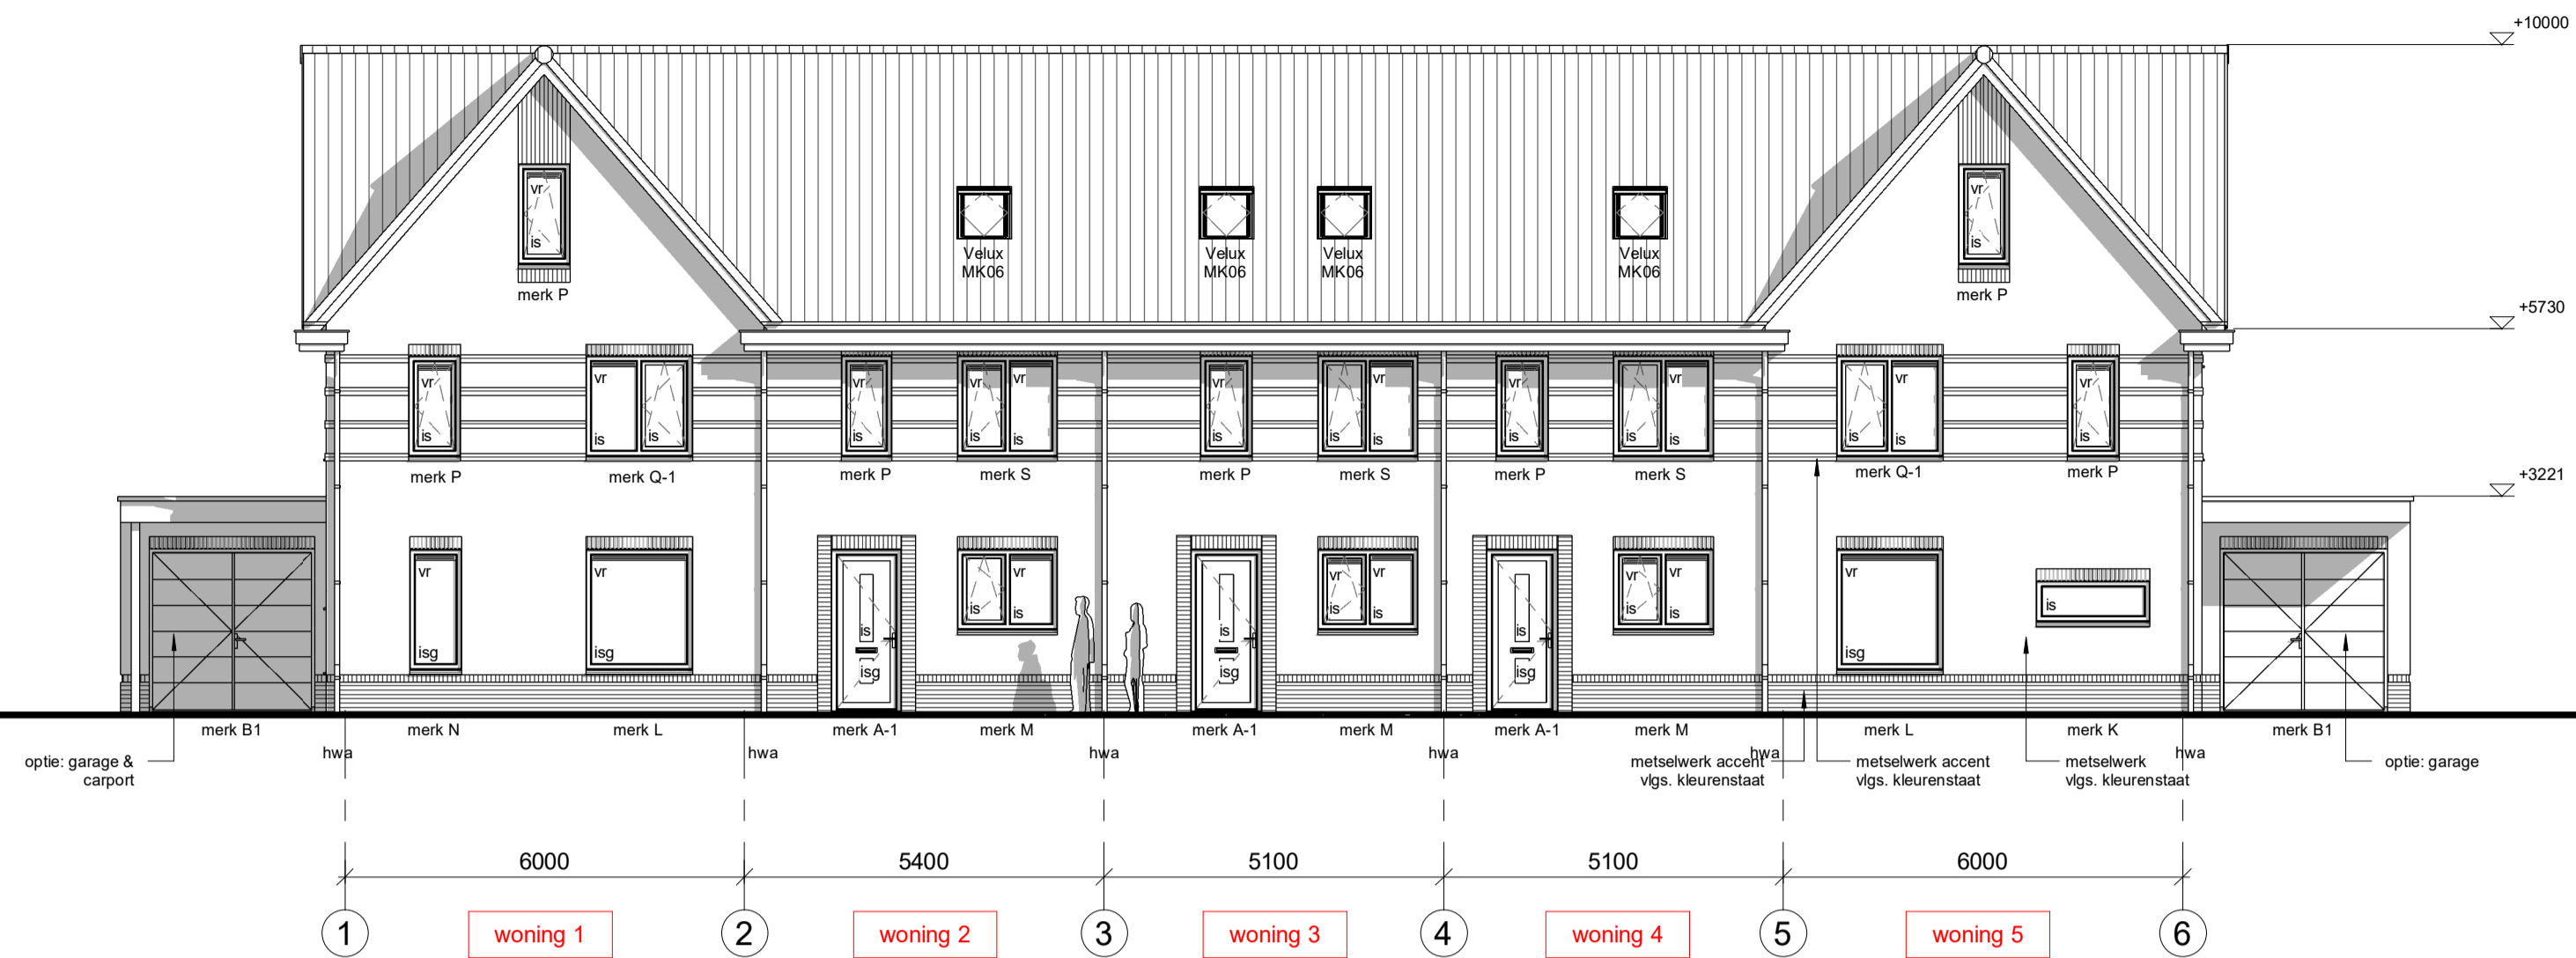 +10000
vr
is
merk P
Velux
MK06
Velux
MK06
Velux
MK06
Velux
MK06
vr
is
merk P
+5730
vr
is
merk P
vr
is
is
merk Q-1
vr
is
merk P
is
vr
is
merk S
vr
is
merk P
is
vr
is
merk S
vr
is
merk P
is
vr
is
merk S
is
vr
is
merk Q-1
vr
is
merk P
+3221
vr
isg
vr
isg
is
isg
is
vr
is
is
isg
vr
is
vr
is
is
isg
vr
is
vr
is
vr
isg
is
merk B1
merk N
merk L
merk A-1
merk M
merk A-1
merk M
merk A-1
merk M
merk L
merk K
merk B1
optie: garage &
carport
hwa
hwa
hwa
hwa
hwa
hwa
metselwerk accent
vlgs. kleurenstaat
metselwerk accent
vlgs. kleurenstaat
metselwerk
vlgs. kleurenstaat
optie: garage
6000
5400
5100
5100
6000
1
woning 1
2
woning 2
3
woning 3
4
woning 4
5
woning 5
6